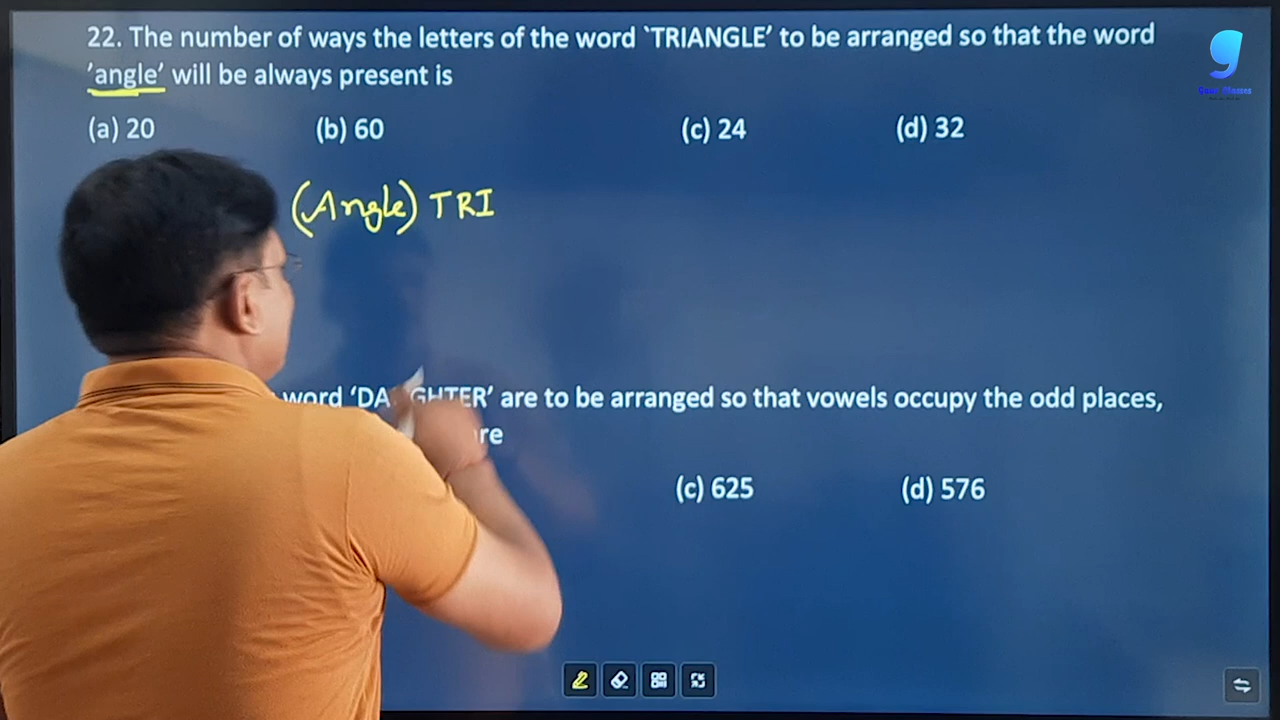 22. The number of ways the letters of the word `TRIANGLE' to be arranged so that the word
'angle' will be always present is
(a) 20 (b) 60 (c) 24 (d) 32
(Angle) TRI
word 'DA GHTER' are to be arranged so that vowels occupy the odd places,
re
(c) 625 (d) 576